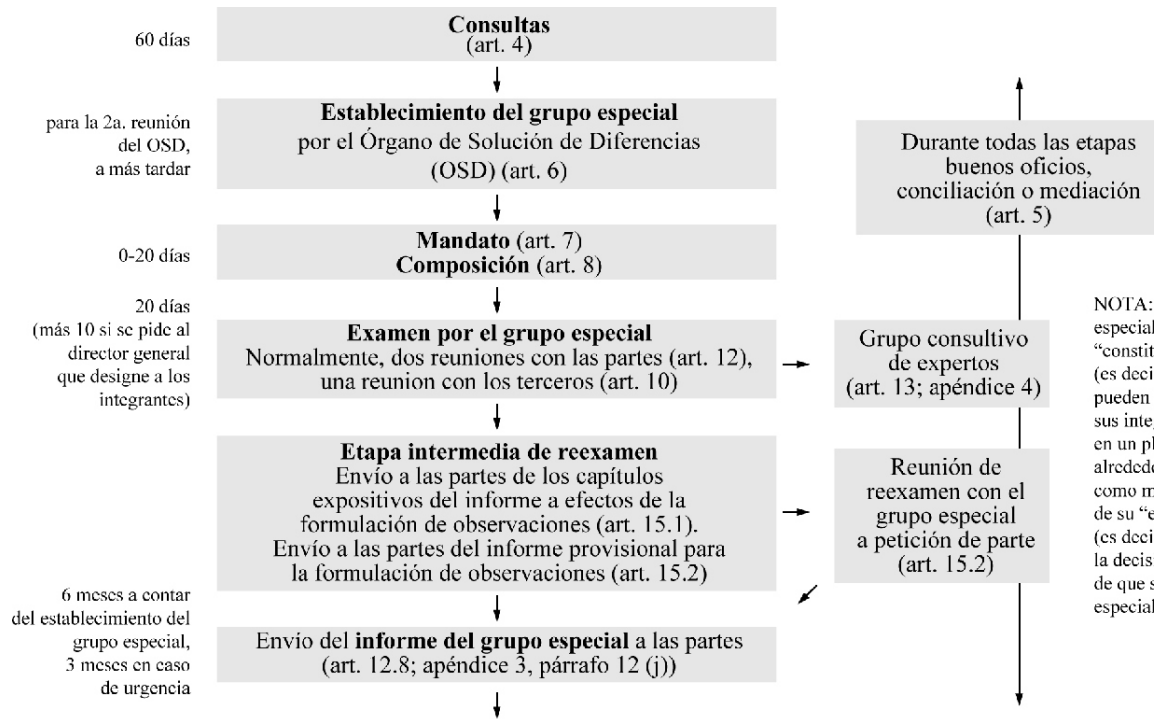 60 días
Consultas
(art. 4)
para la 2a. reunión
del OSD,
a más tardar
Establecimiento del grupo especial
por el Órgano de Solución de Diferencias
(OSD) (art. 6)
0-20 días
Mandato (art. 7)
Composición (art. 8)
20 días
(más 10 si se pide al
director general
que designe a los
integrantes)
Examen por el grupo especial
Normalmente, dos reuniones con las partes (art. 12),
una reunion con los terceros (art. 10)
Etapa intermedia de reexamen
Envío a las partes de los capítulos
expositivos del informe a efectos de la
formulación de observaciones (art. 15.1).
Envío a las partes del informe provisional para
la formulación de observaciones (art. 15.2)
6 meses a contar
del establecimiento del
grupo especial,
3 meses en caso
de urgencia
Envío del informe del grupo especial a las partes
(art. 12.8; apéndice 3, párrafo 12 (j))
Durante todas las etapas
buenos oficios,
conciliación o mediación
(art. 5)
Grupo consultivo
de expertos
(art. 13; apéndice 4)
Reunión de
reexamen con el
grupo especial
a petición de parte
(art. 15.2)
NOTA:
especial
“constit
(es deci
pueden
sus integ
en un pl
alrededo
como m
de su “e
(es deci
la decis
de que s
especial